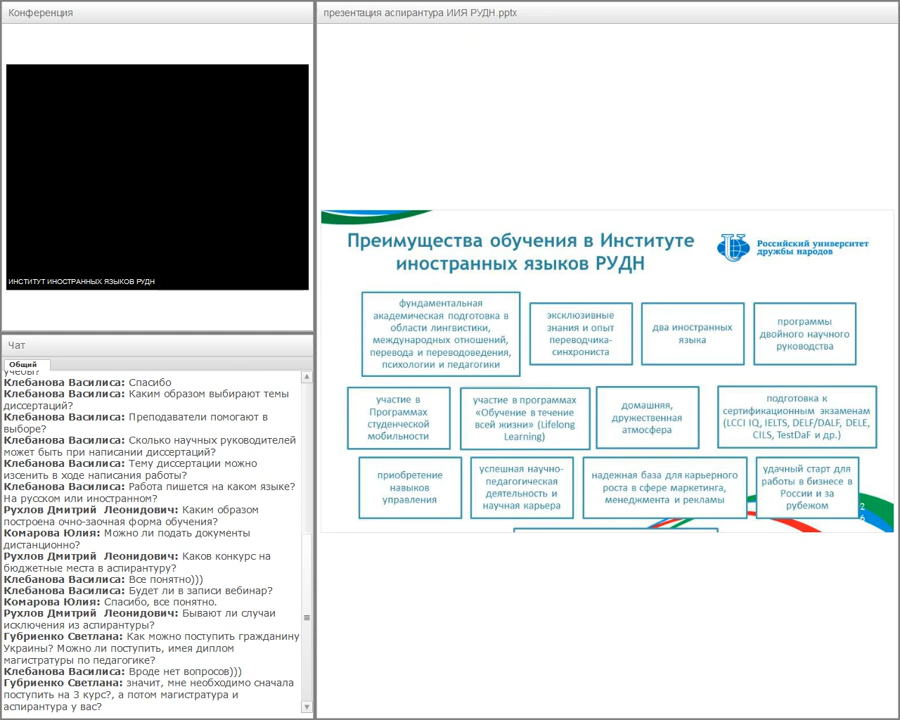 Конференция
ИНСТИТУТ ИНОСТРАННЫХ ЯЗЫКОВ РУДН
Чат
Общий
учебы?
Клебанова Василиса: Спасибо
Клебанова Василиса: Каким образом выбирают темы
диссертаций?
Клебанова Василиса: Преподаватели помогают в
выборе?
Клебанова Василиса: Сколько научных руководителей
может быть при написании диссертаций?
Клебанова Василиса: Тему диссертации можно
изсенить в ходе написания работы?
Клебанова Василиса: Работа пишется на каком языке?
На русском или иностранном?
Рухлов Дмитрий Леонидович: Каким образом
построена очно-заочная форма обучения?
Комарова Юлия: Можно ли подать документы
дистанционно?
Рухлов Дмитрий Леонидович: Каков конкурс на
бюджетные места в аспирантуру?
Клебанова Василиса: Все понятно)))
Клебанова Василиса: Будет ли в записи вебинар?
Комарова Юлия: Спасибо, все понятно.
Рухлов Дмитрий Леонидович: Бывают ли случаи
исключения из аспирантуры?
Губриенко Светлана: Как можно поступить гражданину
Украины? Можно ли поступить, имея диплом
магистратуры по педагогике?
Клебанова Василиса: Вроде нет вопросов)))
Губриенко Светлана: значит, мне необходимо сначала
поступить на 3 курс?, а потом магистратура и
аспирантура у вас?
презентация аспирантура ИИЯ РУДН.pptx
Преимущества обучения в Институте
иностранных языков РУДН
Российский университет
дружбы народов
фундаментальная
академическая подготовка в
области лингвистики,
международных отношений,
перевода и переводоведения,
психологии и педагогики
эксклюзивные
знания и опыт
переводчика-
синхрониста
два иностранных
языка
программы
двойного научного
руководства
участие в
Программах
студенческой
мобильности
участие в программах
«Обучение в течение
всей жизни» (Lifelong
Learning)
домашняя,
дружественная
атмосфера
подготовка к
сертификационным экзаменам
(LCCI IQ, IELTS, DELF/DALF, DELE,
CILS, TestDaF и др.)
приобретение
навыков
управления
успешная научно-
педагогическая
деятельность и
научная карьера
надежная база для карьерного
роста в сфере маркетинга,
менеджмента и рекламы
удачный старт для
работы в бизнесе в
России и за
рубежом
2
6